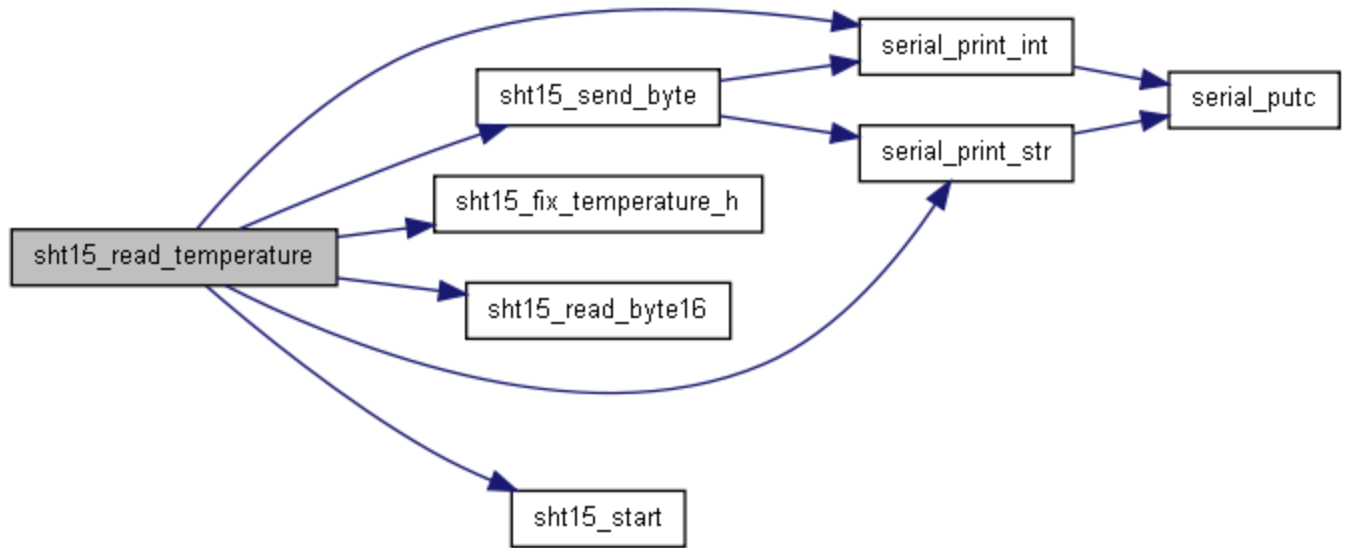 serial_print_int
sht15_send_byte
serial_putc
serial_print_str
sht15_fix_temperature_h
sht15_read_temperature
sht15_read_byte16
sht15_start